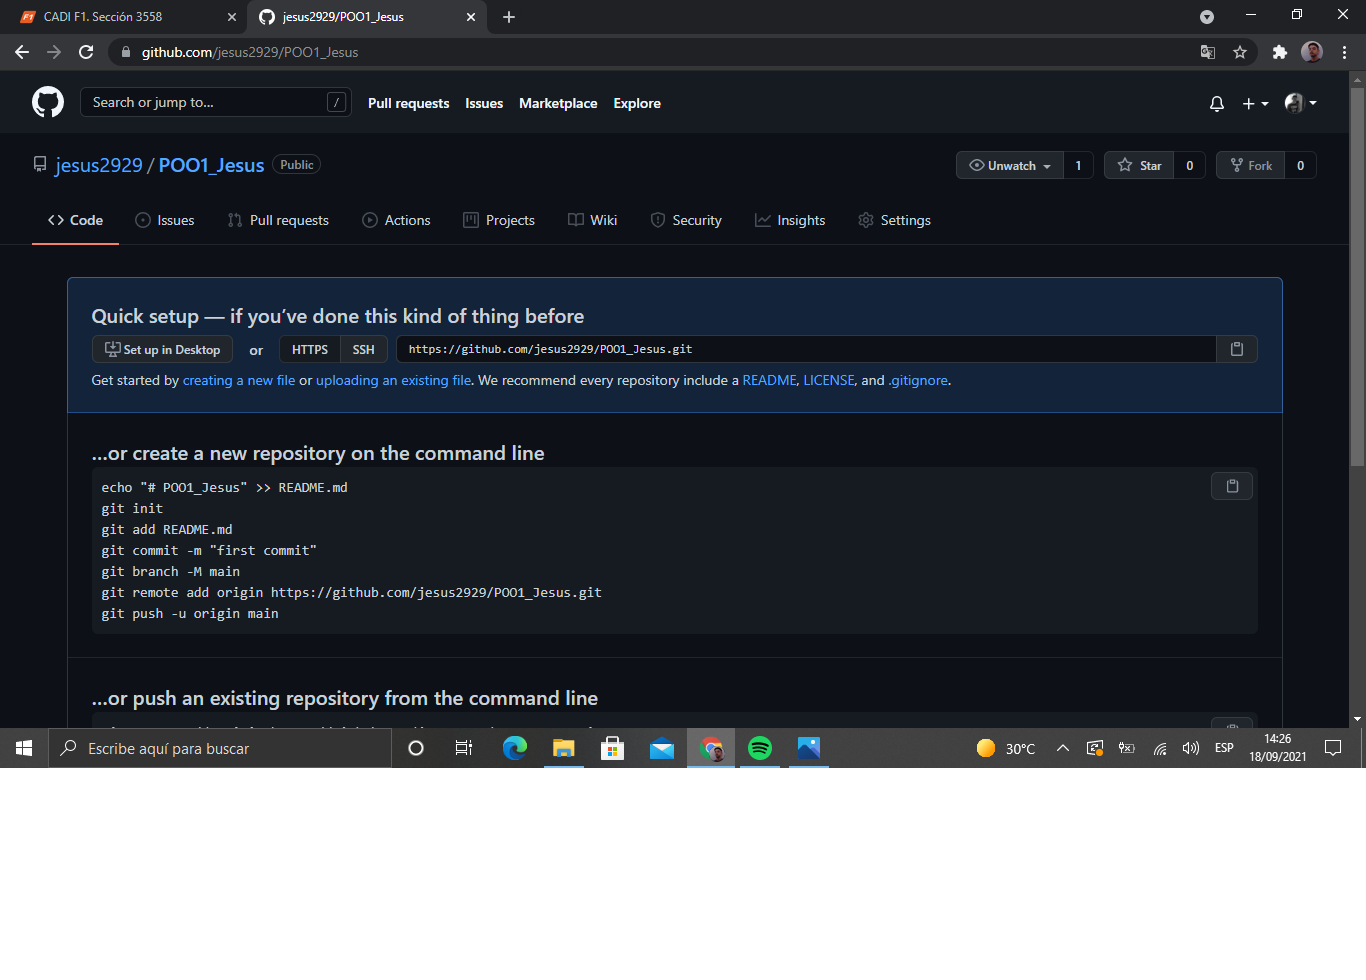 CADI F1. Sección 3558
jesus2929/POO1_Jesus
github.com/jesus2929/POO1_Jesus
Search or jump to... /
Pull requests Issues Marketplace Explore
jesus2929 / POO1_Jesus Public
Unwatch 1 Star 0 Fork 0
Code Issues Pull requests Actions Projects Wiki Security Insights Settings
Quick setup — if you’ve done this kind of thing before
Set up in Desktop or HTTPS SSH https://github.com/jesus2929/POO1_Jesus.git
Get started by creating a new file or uploading an existing file. We recommend every repository include a README, LICENSE, and .gitignore.
…or create a new repository on the command line
echo "# POO1_Jesus" >> README.md
git init
git add README.md
git commit -m "first commit"
git branch -M main
git remote add origin https://github.com/jesus2929/POO1_Jesus.git
git push -u origin main
…or push an existing repository from the command line
Escribe aquí para buscar
30°C
ESP
14:26
18/09/2021